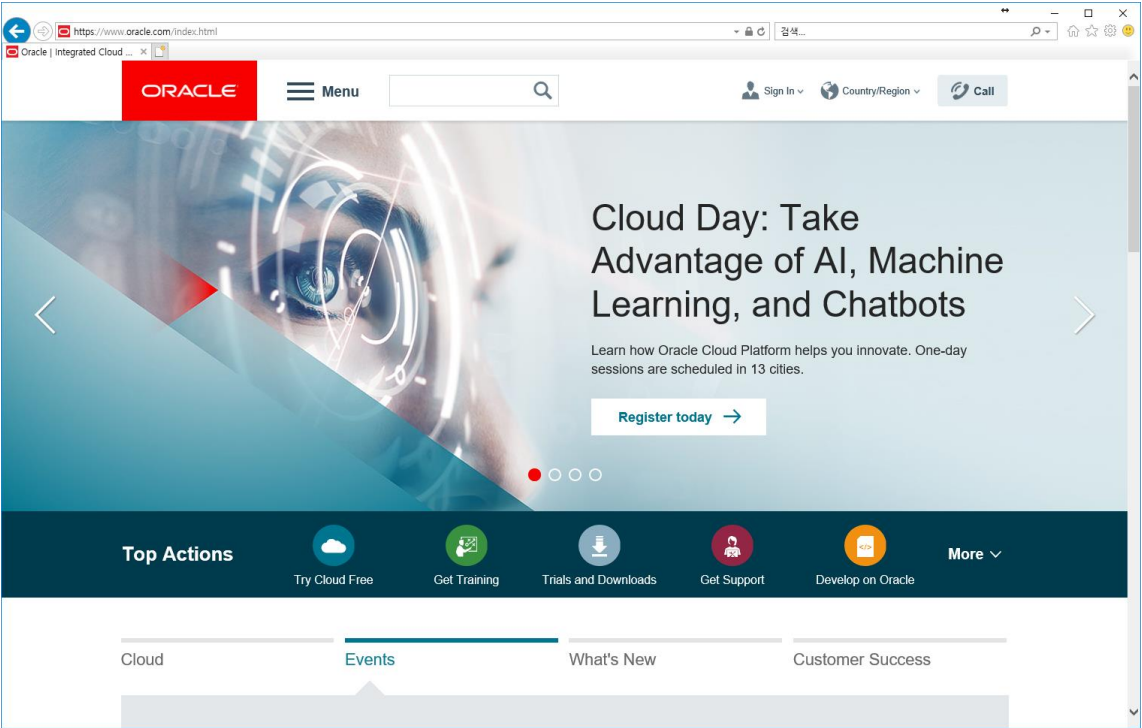 https://www.oracle.com/index.html
검색...
Oracle | Integrated Cloud ...
ORACLE
Menu
Sign In
Country/Region
Call
Cloud Day: Take
Advantage of AI, Machine
Learning, and Chatbots
Learn how Oracle Cloud Platform helps you innovate. One-day
sessions are scheduled in 13 cities.
Register today
Top Actions
Try Cloud Free
Get Training
Trials and Downloads
Get Support
Develop on Oracle
More
Cloud
Events
What's New
Customer Success